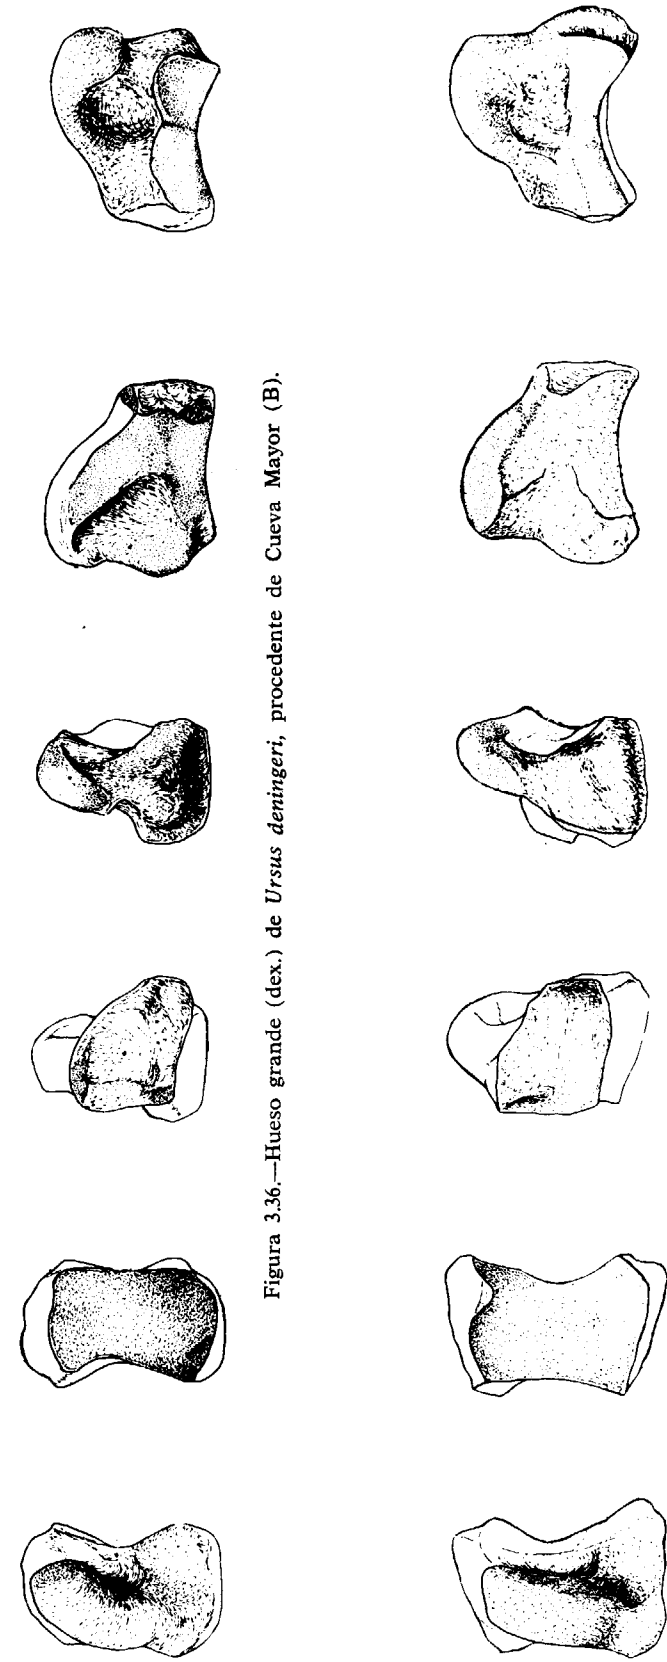 Figura 3.36.—Hueso grande (dex.) de Ursus deningeri, procedente de Cueva Mayor (B).